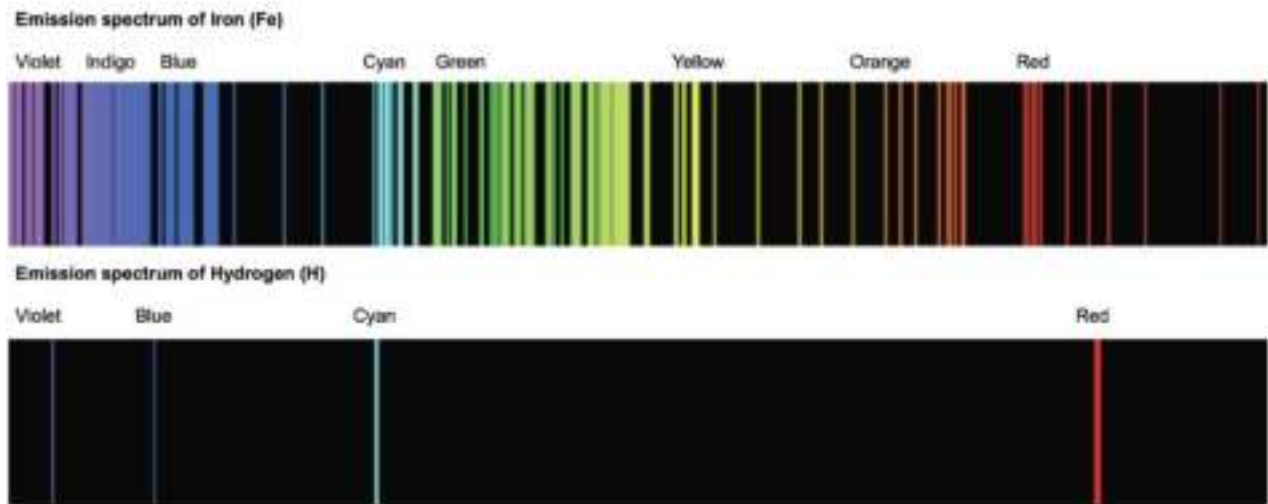 Emission spectrum of Iron (Fe)
Violet Indigo Blue Cyan Green Yellow Orange Red
Emission spectrum of Hydrogen (H)
Violet Blue Cyan Red